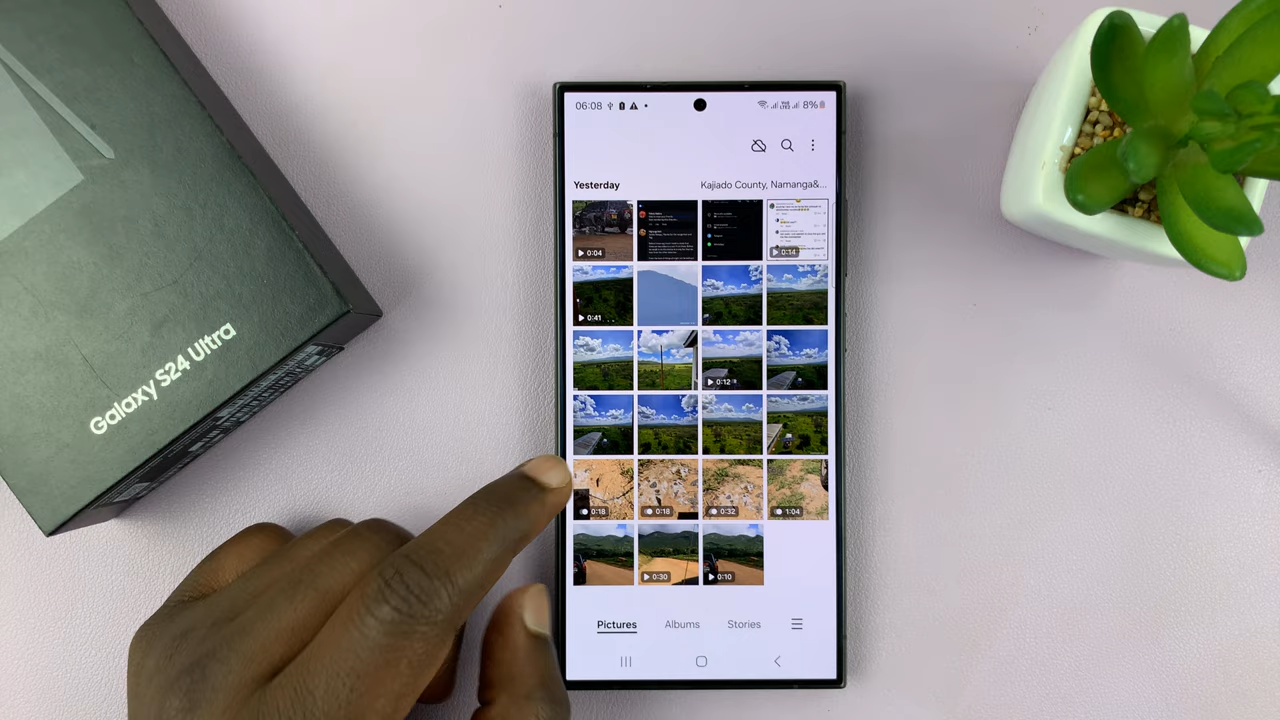 Galaxy S24 Ultra
06:08
8%
Yesterday
Kajiado County, Namanga&...
0:04
0:14
0:41
0:12
0:18
0:18
0:32
1:04
0:30
0:10
Pictures
Albums
Stories